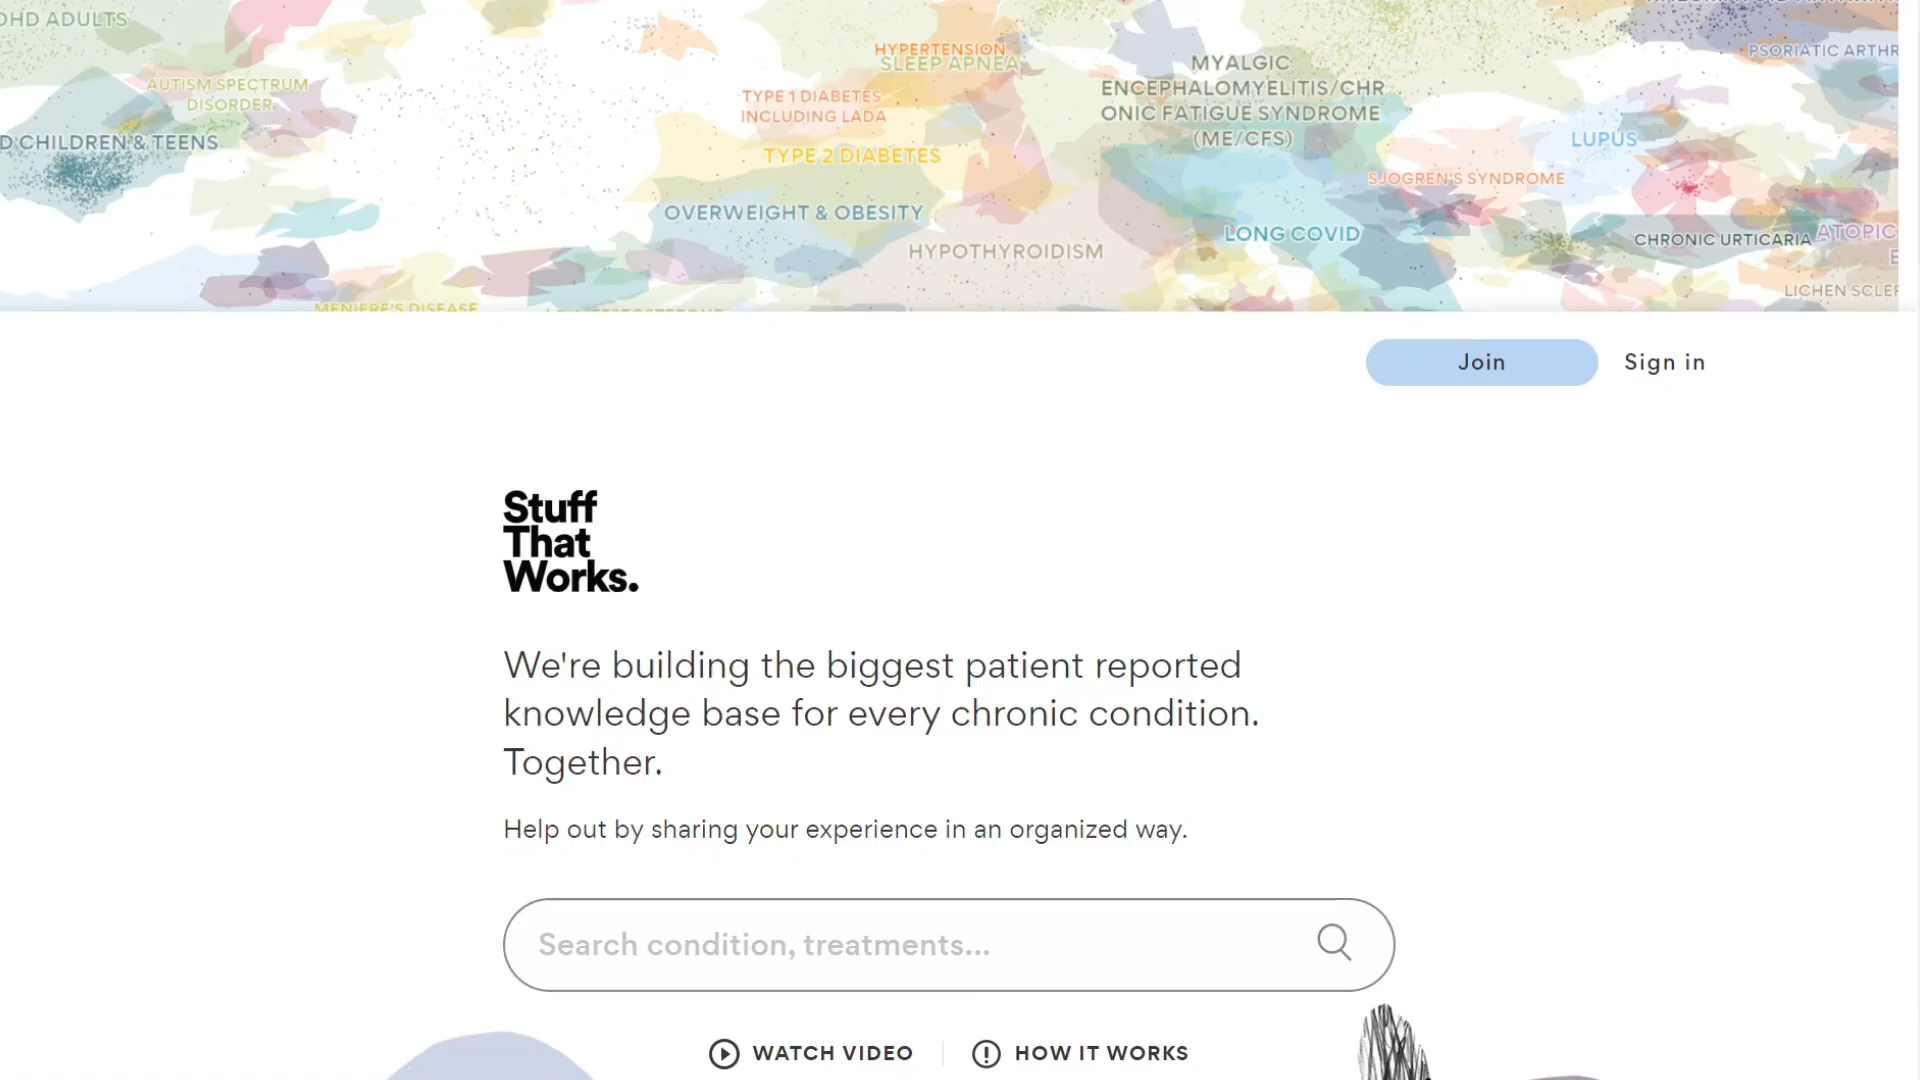 AUTISM SPECTRUM
DISORDER
CHILDREN & TEENS
HYPERTENSION
SLEEP APNEA
TYPE 1 DIABETES
INCLUDING LADA
TYPE 2 DIABETES
OVERWEIGHT & OBESITY
HYPOTHYROIDISM
MYALGIC
ENCEPHALOMYELITIS/CHR
ONIC FATIGUE SYNDROME
(ME/CFS)
PSORIATIC ARTHR
LUPUS
SJOGREN'S SYNDROME
LONG COVID
CHRONIC URTICARIA
ATOPIC
LICHEN SCLER
MENIERE'S DISEASE
Join
Sign in
Stuff
That
Works.
We're building the biggest patient reported
knowledge base for every chronic condition.
Together.
Help out by sharing your experience in an organized way.
Search condition, treatments...
WATCH VIDEO
HOW IT WORKS